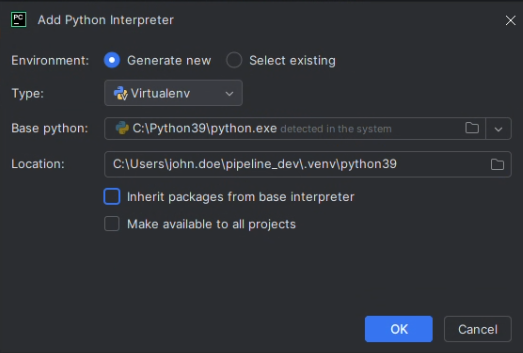 PC Add Python Interpreter
Environment: Generate new Select existing
Type: Virtualenv
Base python: C:\Python39\python.exe detected in the system
Location: C:\Users\john.doe\pipeline_dev\.venv\python39
Inherit packages from base interpreter
Make available to all projects
OK Cancel